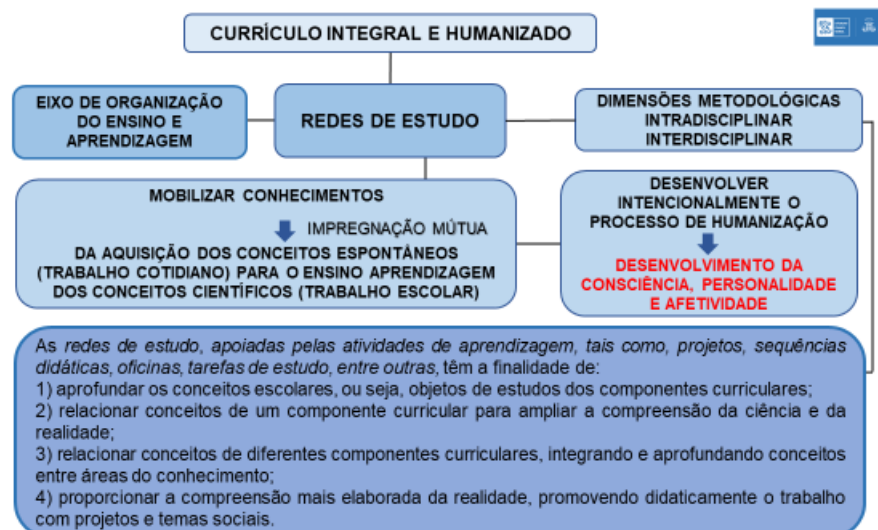 CURRÍCULO INTEGRAL E HUMANIZADO
EIXO DE ORGANIZAÇÃO
DO ENSINO E
APRENDIZAGEM
REDES DE ESTUDO
DIMENSÕES METODOLÓGICAS
INTRADISCIPLINAR
INTERDISCIPLINAR
MOBILIZAR CONHECIMENTOS
IMPREGNAÇÃO MÚTUA
DA AQUISIÇÃO DOS CONCEITOS ESPONTÂNEOS
(TRABALHO COTIDIANO) PARA O ENSINO APRENDIZAGEM
DOS CONCEITOS CIENTÍFICOS (TRABALHO ESCOLAR)
DESENVOLVER
INTENCIONALMENTE O
PROCESSO DE HUMANIZAÇÃO
DESENVOLVIMENTO DA
CONSCIÊNCIA, PERSONALIDADE
E AFETIVIDADE
As redes de estudo, apoiadas pelas atividades de aprendizagem, tais como, projetos, sequências
didáticas, oficinas, tarefas de estudo, entre outras, têm a finalidade de:
1) aprofundar os conceitos escolares, ou seja, objetos de estudos dos componentes curriculares;
2) relacionar conceitos de um componente curricular para ampliar a compreensão da ciência e da
realidade;
3) relacionar conceitos de diferentes componentes curriculares, integrando e aprofundando conceitos
entre áreas do conhecimento;
4) proporcionar a compreensão mais elaborada da realidade, promovendo didaticamente o trabalho
com projetos e temas sociais.